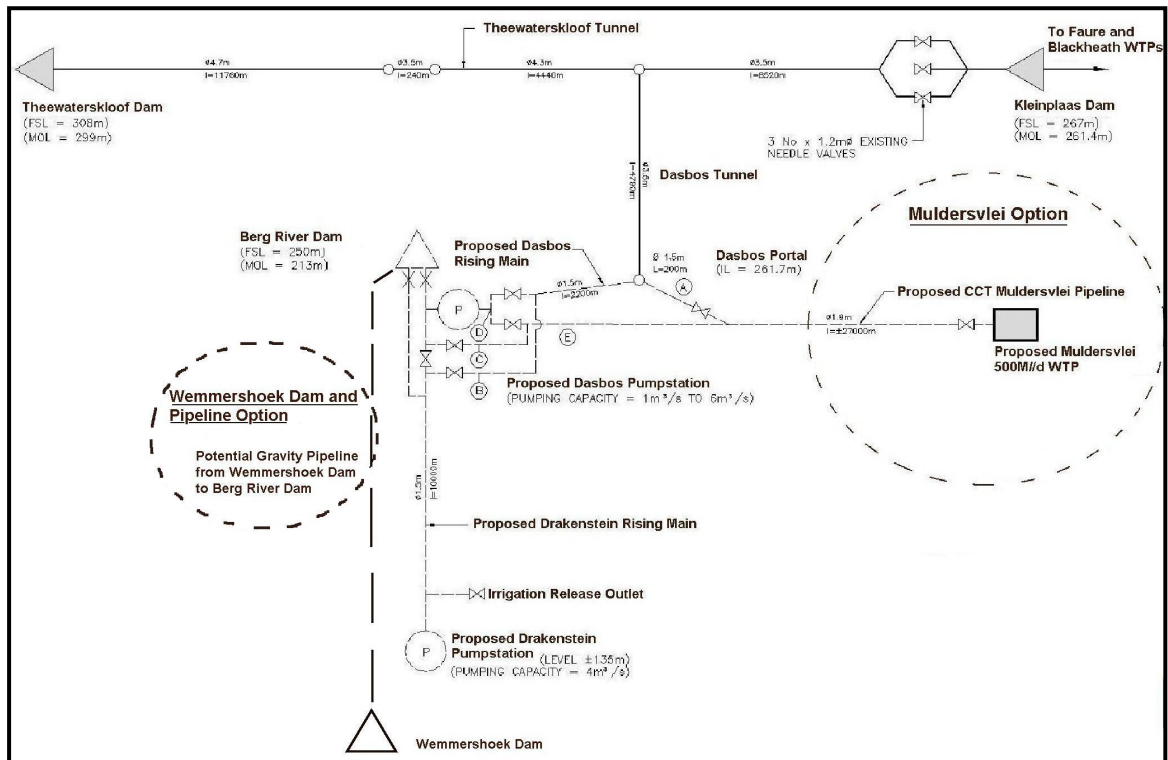 Theewaterskloof Tunnel
To Faure and
Blackheath WTPs
ø4.7m
l=11760m
ø3.5m
l=240m
ø4.3m
l=4440m
ø3.5m
l=8520m
Theewaterskloof Dam
(FSL = 308m)
(MOL = 299m)
Kleinplaas Dam
(FSL = 267m)
(MOL = 261.4m)
3 No x 1.2mø EXISTING
NEEDLE VALVES
Dasbos Tunnel
Muldersvlei Option
Berg River Dam
(FSL = 250m)
(MOL = 213m)
Proposed Dasbos
Rising Main
Ø 1.5m
L=200m
Dasbos Portal
(IL = 261.7m)
ø1.5m
l=2200m
A
Proposed CCT Muldersvlei Pipeline
P
D
E
C
B
ø1.9m
l=±27000m
Proposed Muldersvlei
500Mℓ/d WTP
Proposed Dasbos Pumpstation
(PUMPING CAPACITY = 1m³/s TO 6m³/s)
Wemmershoek Dam and
Pipeline Option
Potential Gravity Pipeline
from Wemmershoek Dam
to Berg River Dam
ø1.5m
l=10000m
Proposed Drakenstein Rising Main
Irrigation Release Outlet
P
Proposed Drakenstein
Pumpstation (LEVEL ±135m)
(PUMPING CAPACITY = 4m³/s)
Wemmershoek Dam